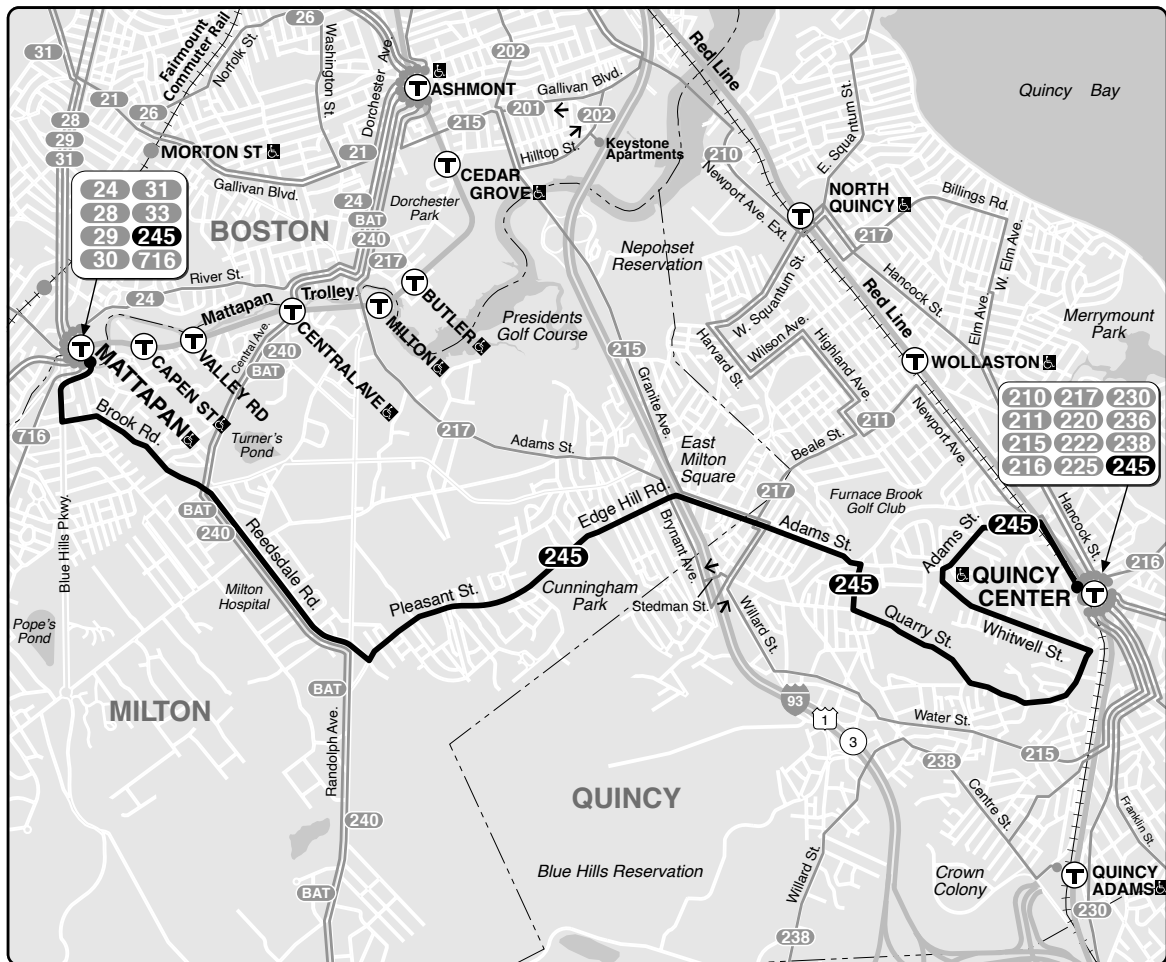 26
31
Fairmount
Commuter Rail
Norfolk St.
Washington St.
Dorchester Ave.
202
Red Line
21
26
28
29
31
T ASHMONT
Gallivan Blvd.
201
202
215
Hilltop St.
Keystone
Apartments
E. Squantum St.
Quincy Bay
MORTON ST
21
Gallivan Blvd.
T
CEDAR
GROVE
210
Newport Ave. Ext.
24 31
28 33
29 245
30 716
BOSTON
24
BAT
240
217
Dorchester
Park
Neponset
Reservation
T
NORTH
QUINCY
Billings Rd.
217
W. Elm Ave.
Elm Ave.
Hancock St.
River St.
24
Mattapan Trolley
T
BUTLER
T
MILTON
T
CENTRAL AVE
T
VALLEY RD
T
CAPEN ST
T
MATTAPAN
Central Ave.
240
BAT
Presidents
Golf Course
215
Granite Ave.
W. Squantum St.
Harvard St.
Wilson Ave.
Highland Ave.
211
Beale St.
Red Line
T WOLLASTON
Newport Ave.
Merrymount
Park
210 217 230
211 220 236
215 222 238
216 225 245
Hancock St.
716
Brook Rd.
Turner's
Pond
217
Adams St.
East
Milton
Square
217
Furnace Brook
Golf Club
BAT
240
Blue Hills Pkwy.
Reedsdale Rd.
Milton
Hospital
Pleasant St.
245
Edge Hill Rd.
Brynant Ave.
Adams St.
245
Adams St.
245
QUINCY
CENTER
T
216
Cunningham
Park
Stedman St.
Willard St.
Quarry St.
Whitwell St.
Pope's
Pond
MILTON
BAT
Randolph Ave.
240
BAT
93
1
3
Water St.
215
238
Centre St.
Franklin St.
QUINCY
Blue Hills Reservation
Willard St.
238
Crown
Colony
T
QUINCY
ADAMS
230